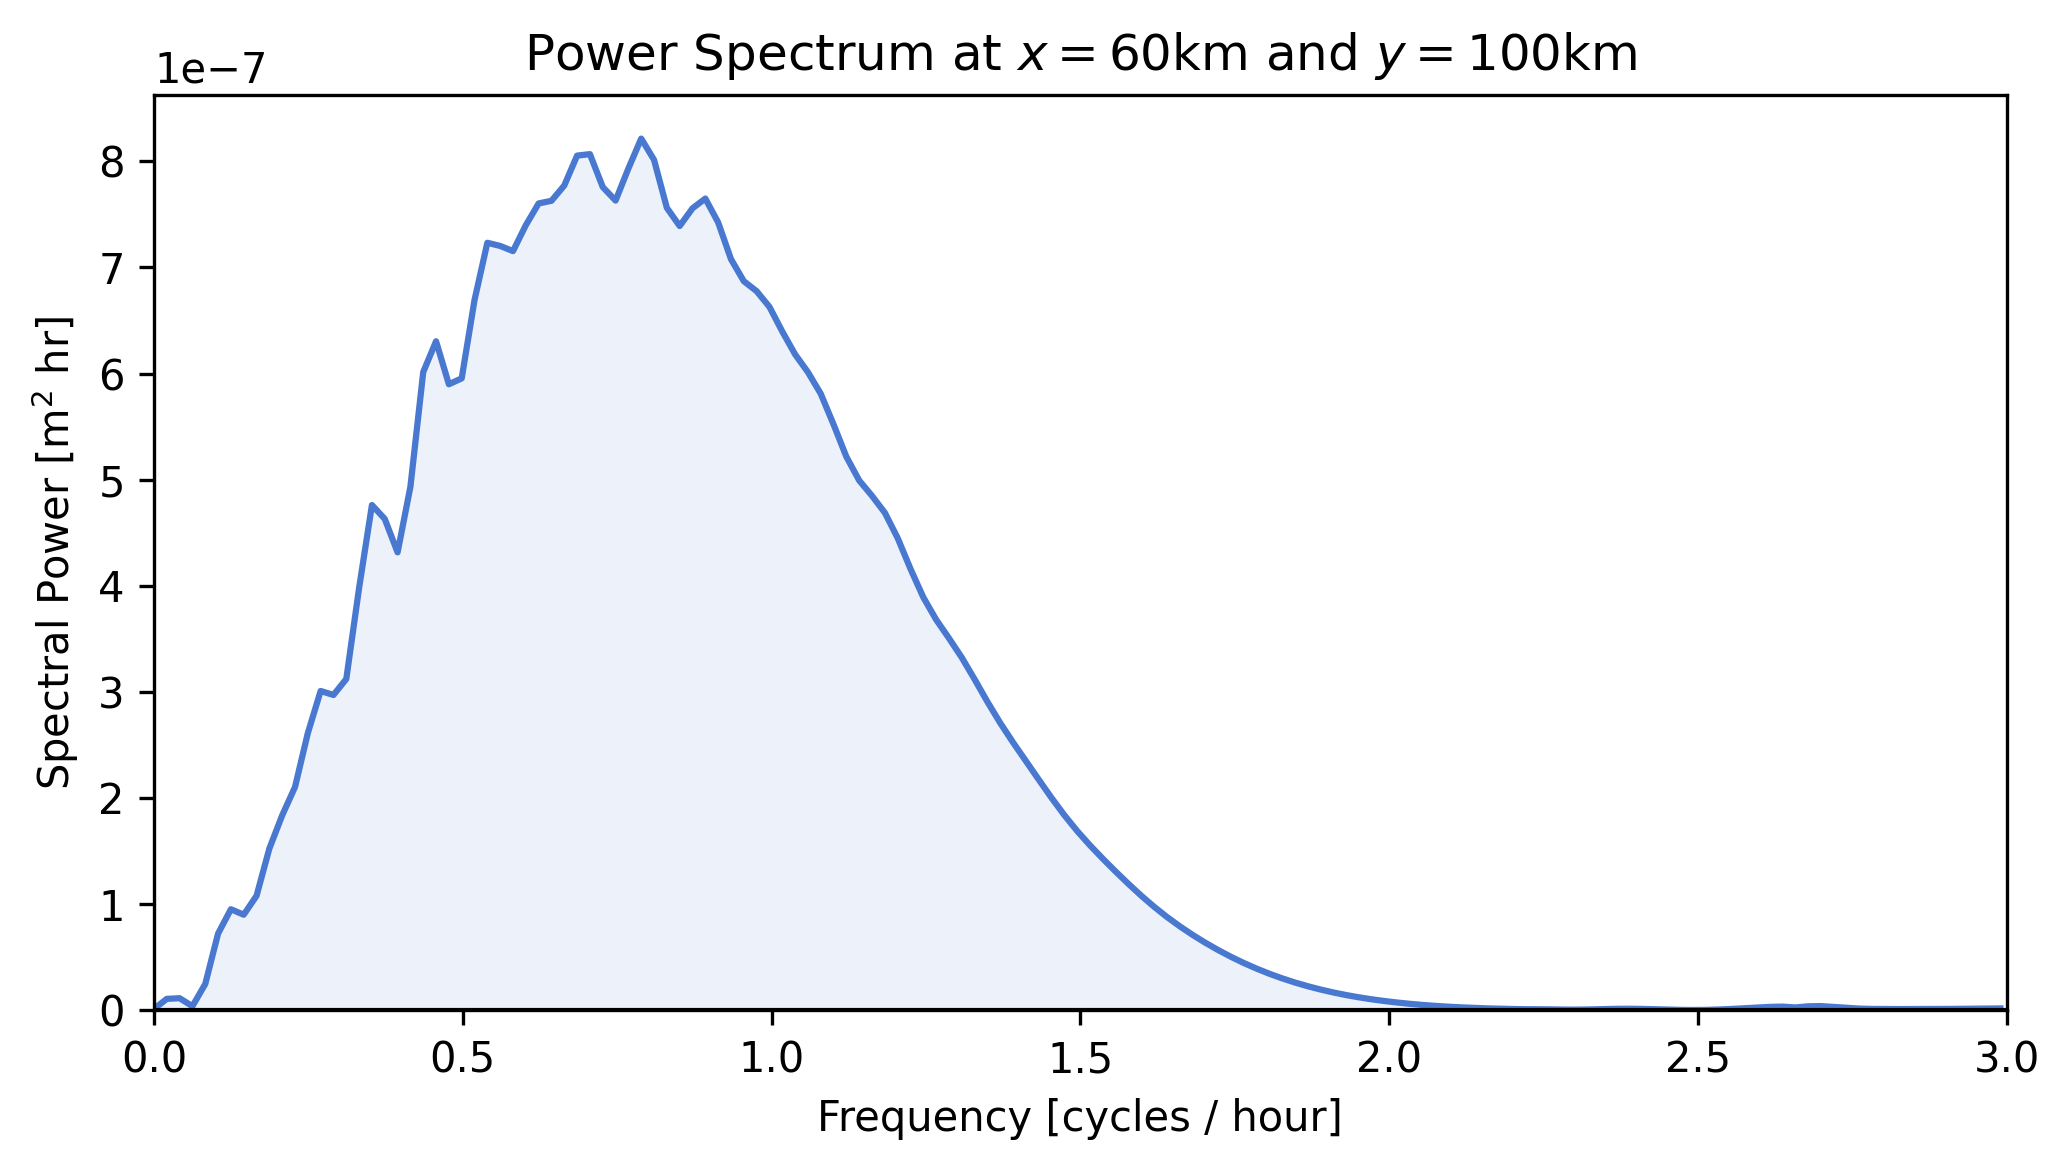 Power Spectrum at x = 60km and y = 100km
1e−7
8
7
6
5
4
3
2
1
0
Spectral Power [m² hr]
0.0 0.5 1.0 1.5 2.0 2.5 3.0
Frequency [cycles / hour]